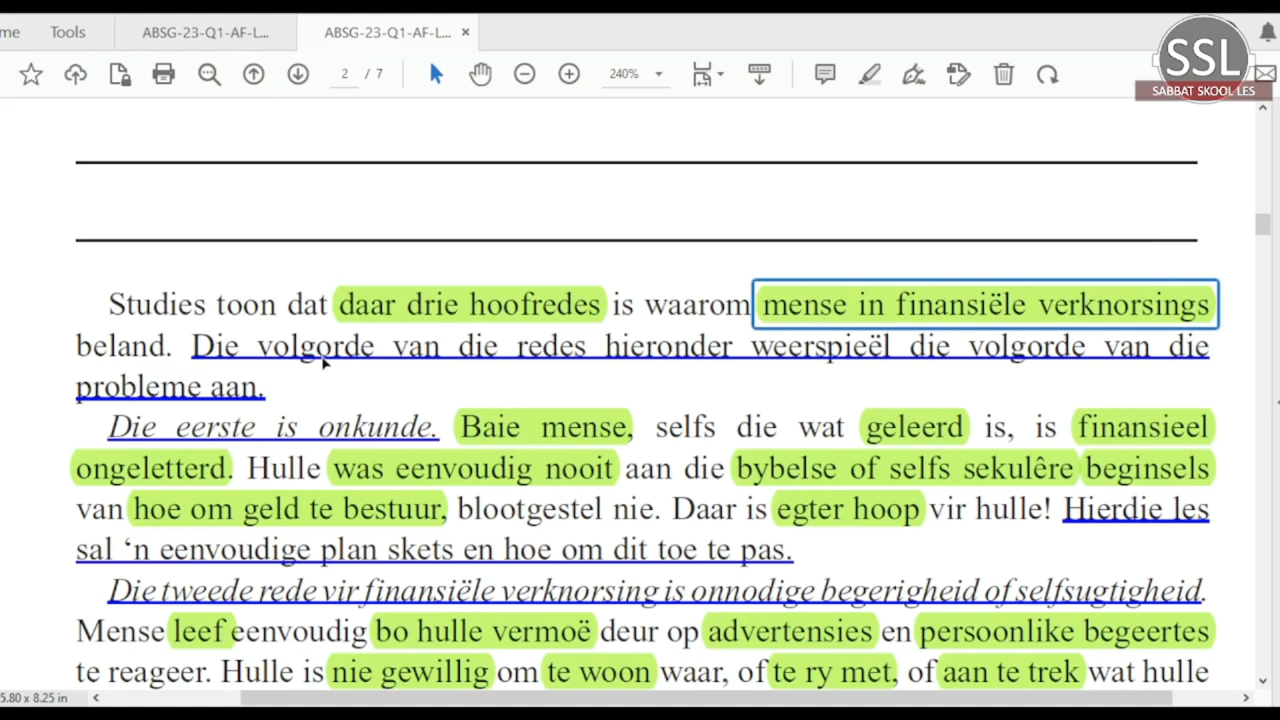 me Tools ABSG-23-Q1-AF-L... ABSG-23-Q1-AF-L... ×
2 / 7 240%
SSL
SABBAT SKOOL LES
Studies toon dat daar drie hoofredes is waarom mense in finansiële verknorsings
beland. Die volgorde van die redes hieronder weerspieël die volgorde van die
probleme aan.
Die eerste is onkunde. Baie mense, selfs die wat geleerd is, is finansieel
ongeletterd. Hulle was eenvoudig nooit aan die bybelse of selfs sekulêre beginsels
van hoe om geld te bestuur, blootgestel nie. Daar is egter hoop vir hulle! Hierdie les
sal ‘n eenvoudige plan skets en hoe om dit toe te pas.
Die tweede rede vir finansiële verknorsing is onnodige begerigheid of selfsugtigheid.
Mense leef eenvoudig bo hulle vermoë deur op advertensies en persoonlike begeertes
te reageer. Hulle is nie gewillig om te woon waar, of te ry met, of aan te trek wat hulle
5.80 x 8.25 in